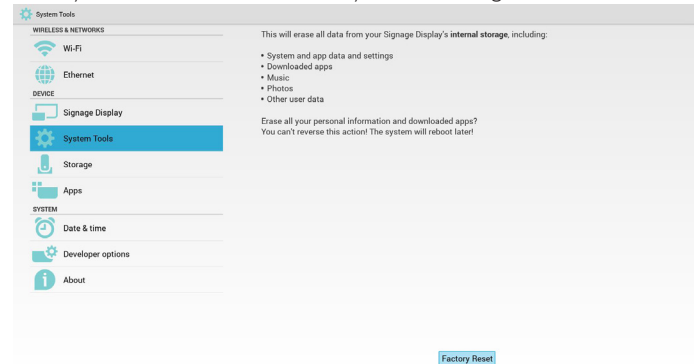 System Tools
WIRELESS & NETWORKS
Wi-Fi
Ethernet
DEVICE
Signage Display
System Tools
Storage
Apps
SYSTEM
Date & time
Developer options
About
This will erase all data from your Signage Display's internal storage, including:
• System and app data and settings
• Downloaded apps
• Music
• Photos
• Other user data
Erase all your personal information and downloaded apps?
You can't reverse this action! The system will reboot later!
Factory Reset